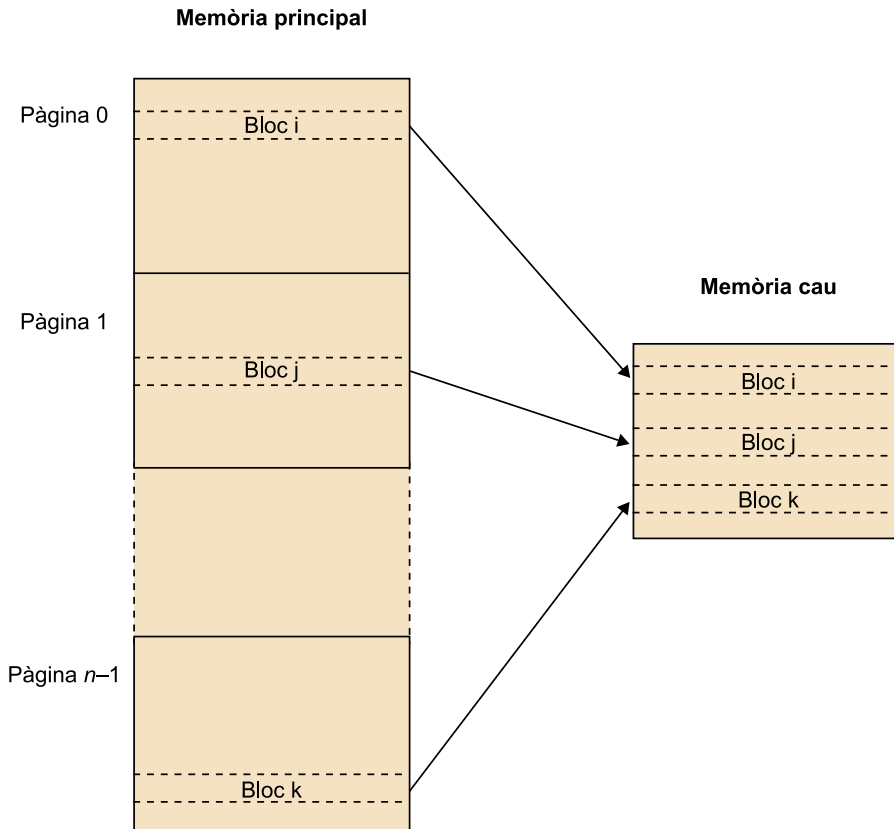 Memòria principal
Pàgina 0
Bloc i
Pàgina 1
Bloc j
Pàgina n–1
Bloc k
Memòria cau
Bloc i
Bloc j
Bloc k